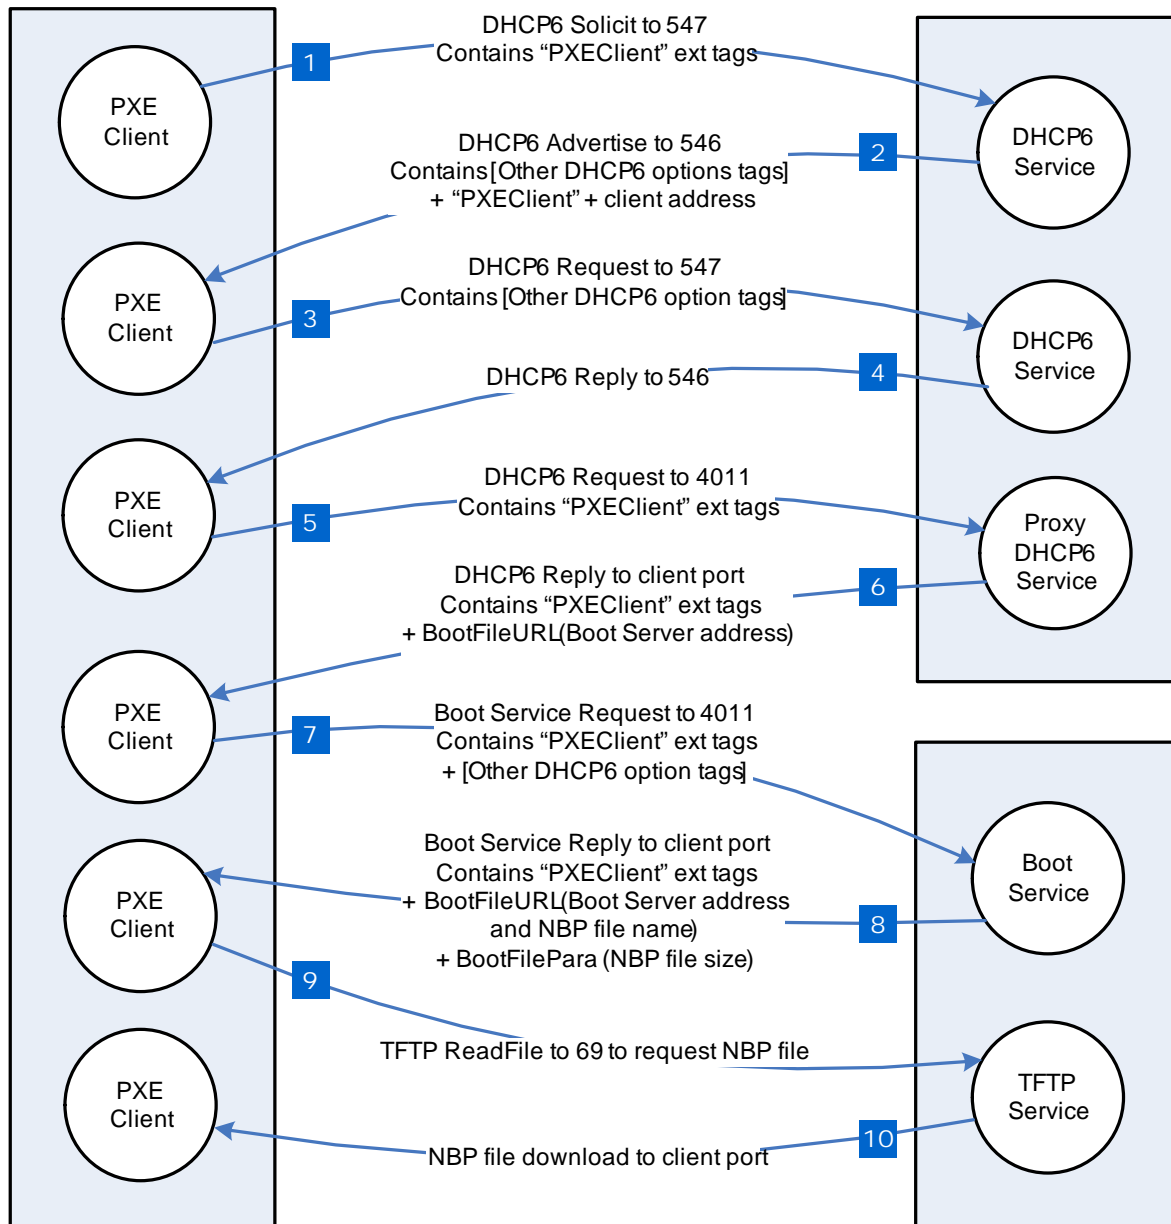 DHCP6 Solicit to 547
Contains “PXEClient” ext tags
1
PXE
Client
DHCP6
Service
DHCP6 Advertise to 546
Contains [Other DHCP6 options tags]
+ “PXEClient” + client address
2
PXE
Client
DHCP6 Request to 547
Contains [Other DHCP6 option tags]
3
DHCP6
Service
DHCP6 Reply to 546
4
PXE
Client
DHCP6 Request to 4011
Contains “PXEClient” ext tags
5
Proxy
DHCP6
Service
DHCP6 Reply to client port
Contains “PXEClient” ext tags
+ BootFileURL(Boot Server address)
6
PXE
Client
Boot Service Request to 4011
Contains “PXEClient” ext tags
+ [Other DHCP6 option tags]
7
Boot
Service
Boot Service Reply to client port
Contains “PXEClient” ext tags
+ BootFileURL(Boot Server address
and NBP file name)
+ BootFilePara (NBP file size)
8
PXE
Client
9
TFTP ReadFile to 69 to request NBP file
TFTP
Service
PXE
Client
10
NBP file download to client port